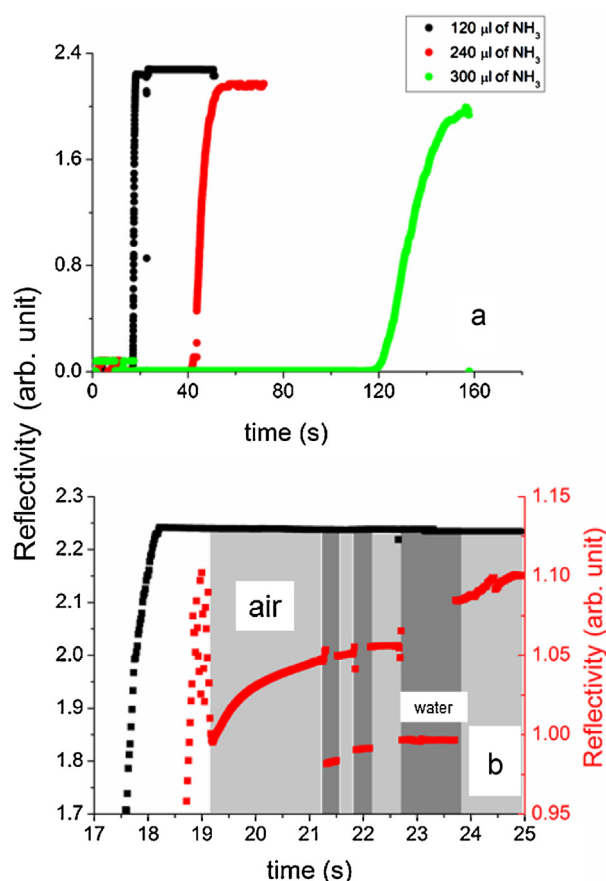 120 µl of NH3
240 µl of NH3
300 µl of NH3
2.4
1.6
0.8
0.0
a
0 40 80 120 160
time (s)
Reflectivity (arb. unit)
2.3
2.2
2.1
2.0
1.9
1.8
1.7
air
water
b
1.15
1.10
1.05
1.00
0.95
Reflectivity (arb. unit)
17 18 19 20 21 22 23 24 25
time (s)